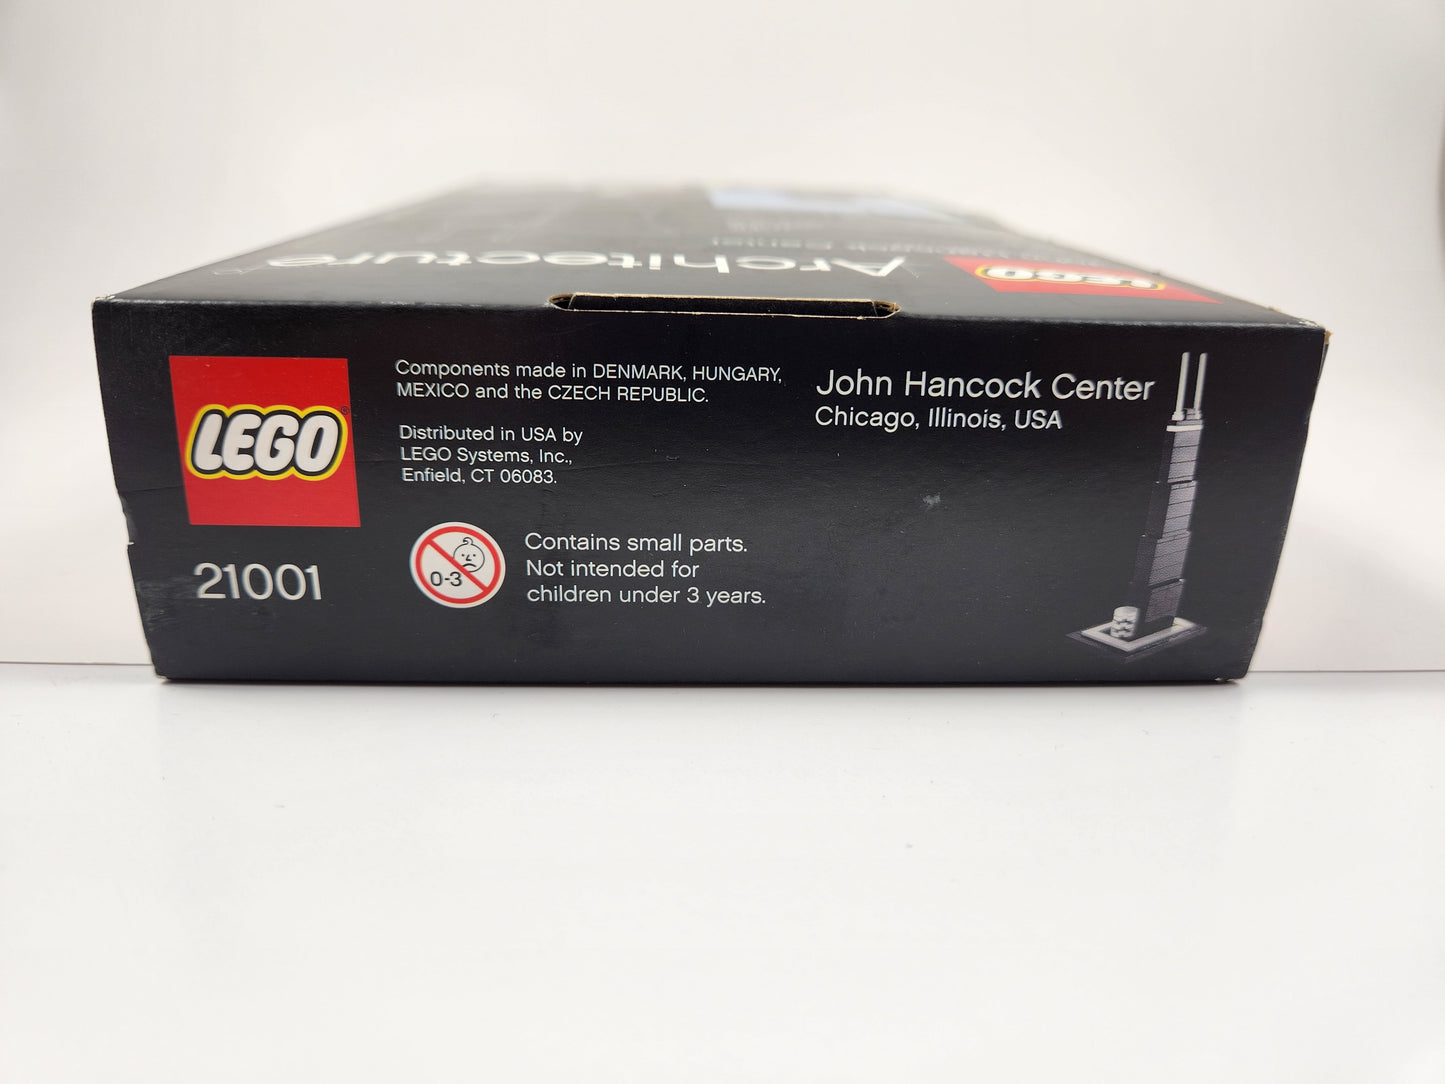 Architecture
LEGO
LEGO
21001
Components made in DENMARK, HUNGARY,
MEXICO and the CZECH REPUBLIC.
Distributed in USA by
LEGO Systems, Inc.,
Enfield, CT 06083.
0-3
Contains small parts.
Not intended for
children under 3 years.
John Hancock Center
Chicago, Illinois, USA